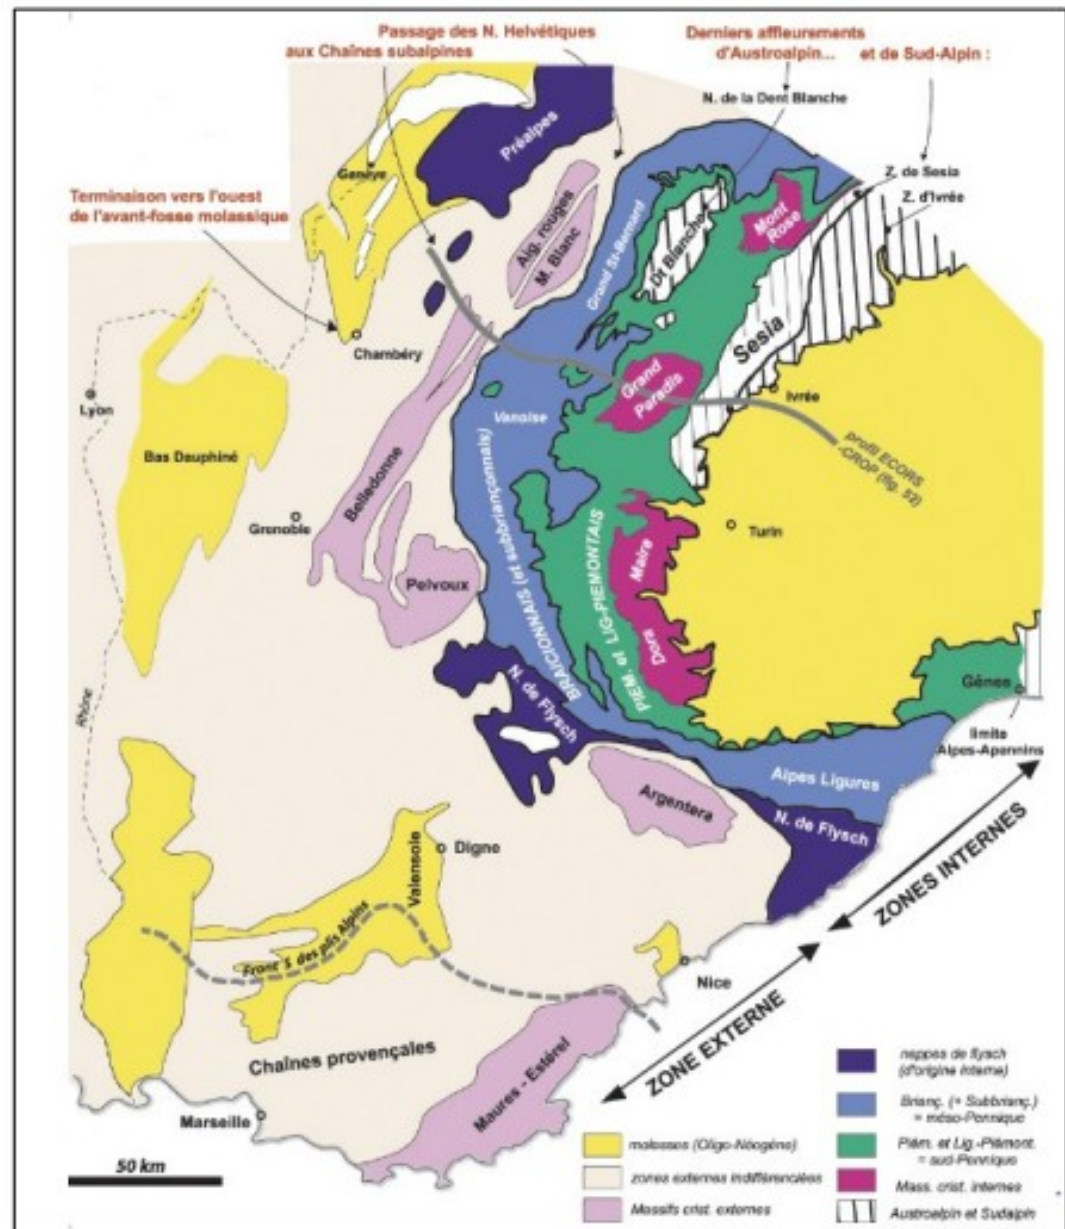 Passage des N. Helvétiques
aux Chaînes subalpines
Derniers affleurements
d'Austroalpin...
et de Sud-Alpin :
N. de la Dent Blanche
Préalpes
Genève
Z. de Sesia
Z. d'Ivrée
Terminaison vers l'ouest
de l'avant-fosse molassique
Aig. rouges
M. Blanc
Grand St-Bernard
Dt Blanche
Mont
Rose
Chambéry
Sesia
Lyon
Grand
Paradis
Ivrée
Vanoise
Bas Dauphiné
profil ECORS
-CROP (fig. 52)
Belledonne
Grenoble
Turin
BRAICIONNAIS (et subbriançonnais)
PIEM. et LIG-PIEMONTAIS
Maira
Dora
Pelvoux
Rhône
N. de Flysch
Gênes
limite
Alpes-Apennins
Alpes Ligures
Argentera
N. de Flysch
Valensole
Digne
ZONES INTERNES
Front S des plis Alpins
Nice
ZONE EXTERNE
Chaînes provençales
Maures - Estérel
Marseille
50 km
molasses (Oligo-Néogène)
zones externes indifférenciées
Massifs crist. externes
nappes de flysch
(d'origine interne)
Brianç. (+ Subbrianç.)
= méso-Pennique
Piém. et Lig.-Piémont.
= sud-Pennique
Mass. crist. internes
Austroalpin et Sudalpin